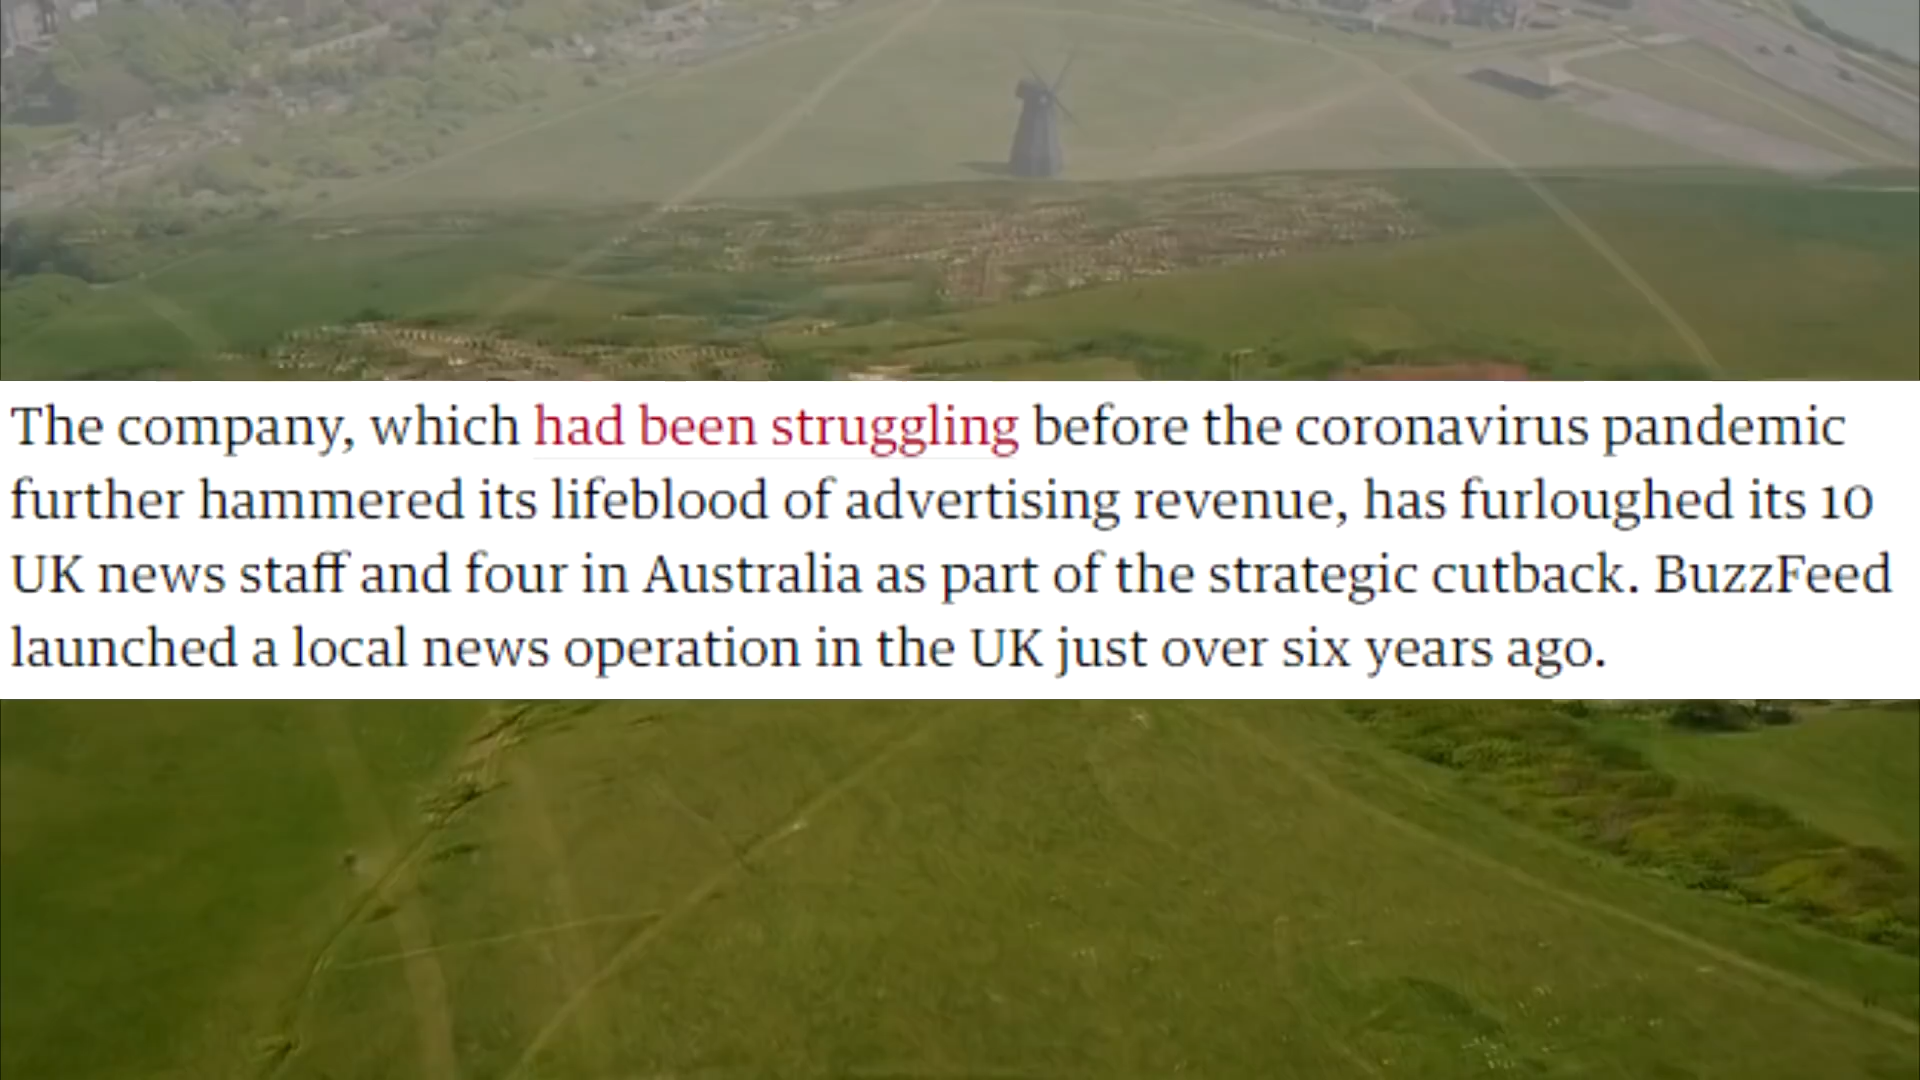 The company, which had been struggling before the coronavirus pandemic
further hammered its lifeblood of advertising revenue, has furloughed its 10
UK news staff and four in Australia as part of the strategic cutback. BuzzFeed
launched a local news operation in the UK just over six years ago.